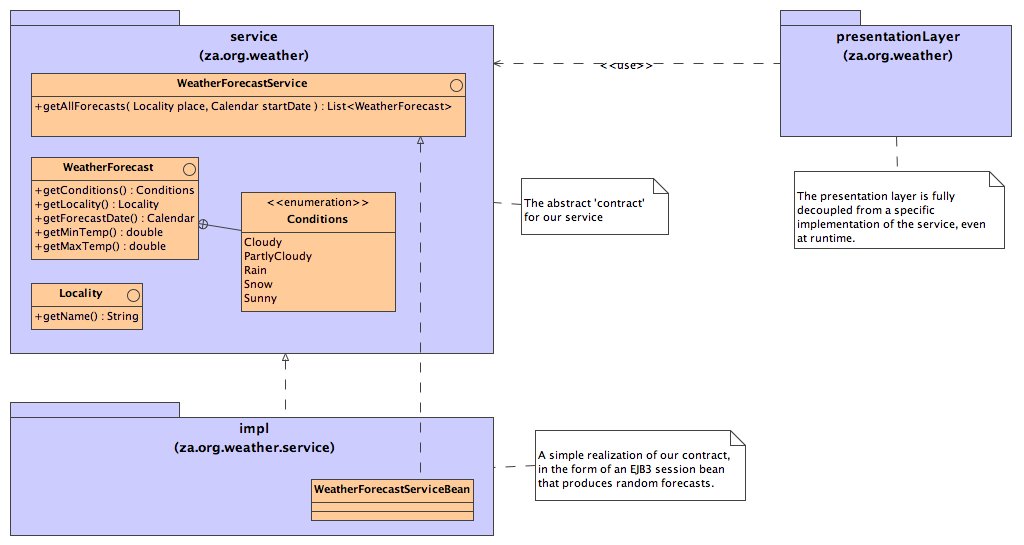 service
(za.org.weather)
WeatherForecastService
+getAllForecasts( Locality place, Calendar startDate ) : List<WeatherForecast>
WeatherForecast
+getConditions() : Conditions
+getLocality() : Locality
+getForecastDate() : Calendar
+getMinTemp() : double
+getMaxTemp() : double
<<enumeration>>
Conditions
Cloudy
PartlyCloudy
Rain
Snow
Sunny
Locality
+getName() : String
<<use>>
presentationLayer
(za.org.weather)
The abstract 'contract'
for our service
The presentation layer is fully
decoupled from a specific
implementation of the service, even
at runtime.
impl
(za.org.weather.service)
WeatherForecastServiceBean
A simple realization of our contract,
in the form of an EJB3 session bean
that produces random forecasts.